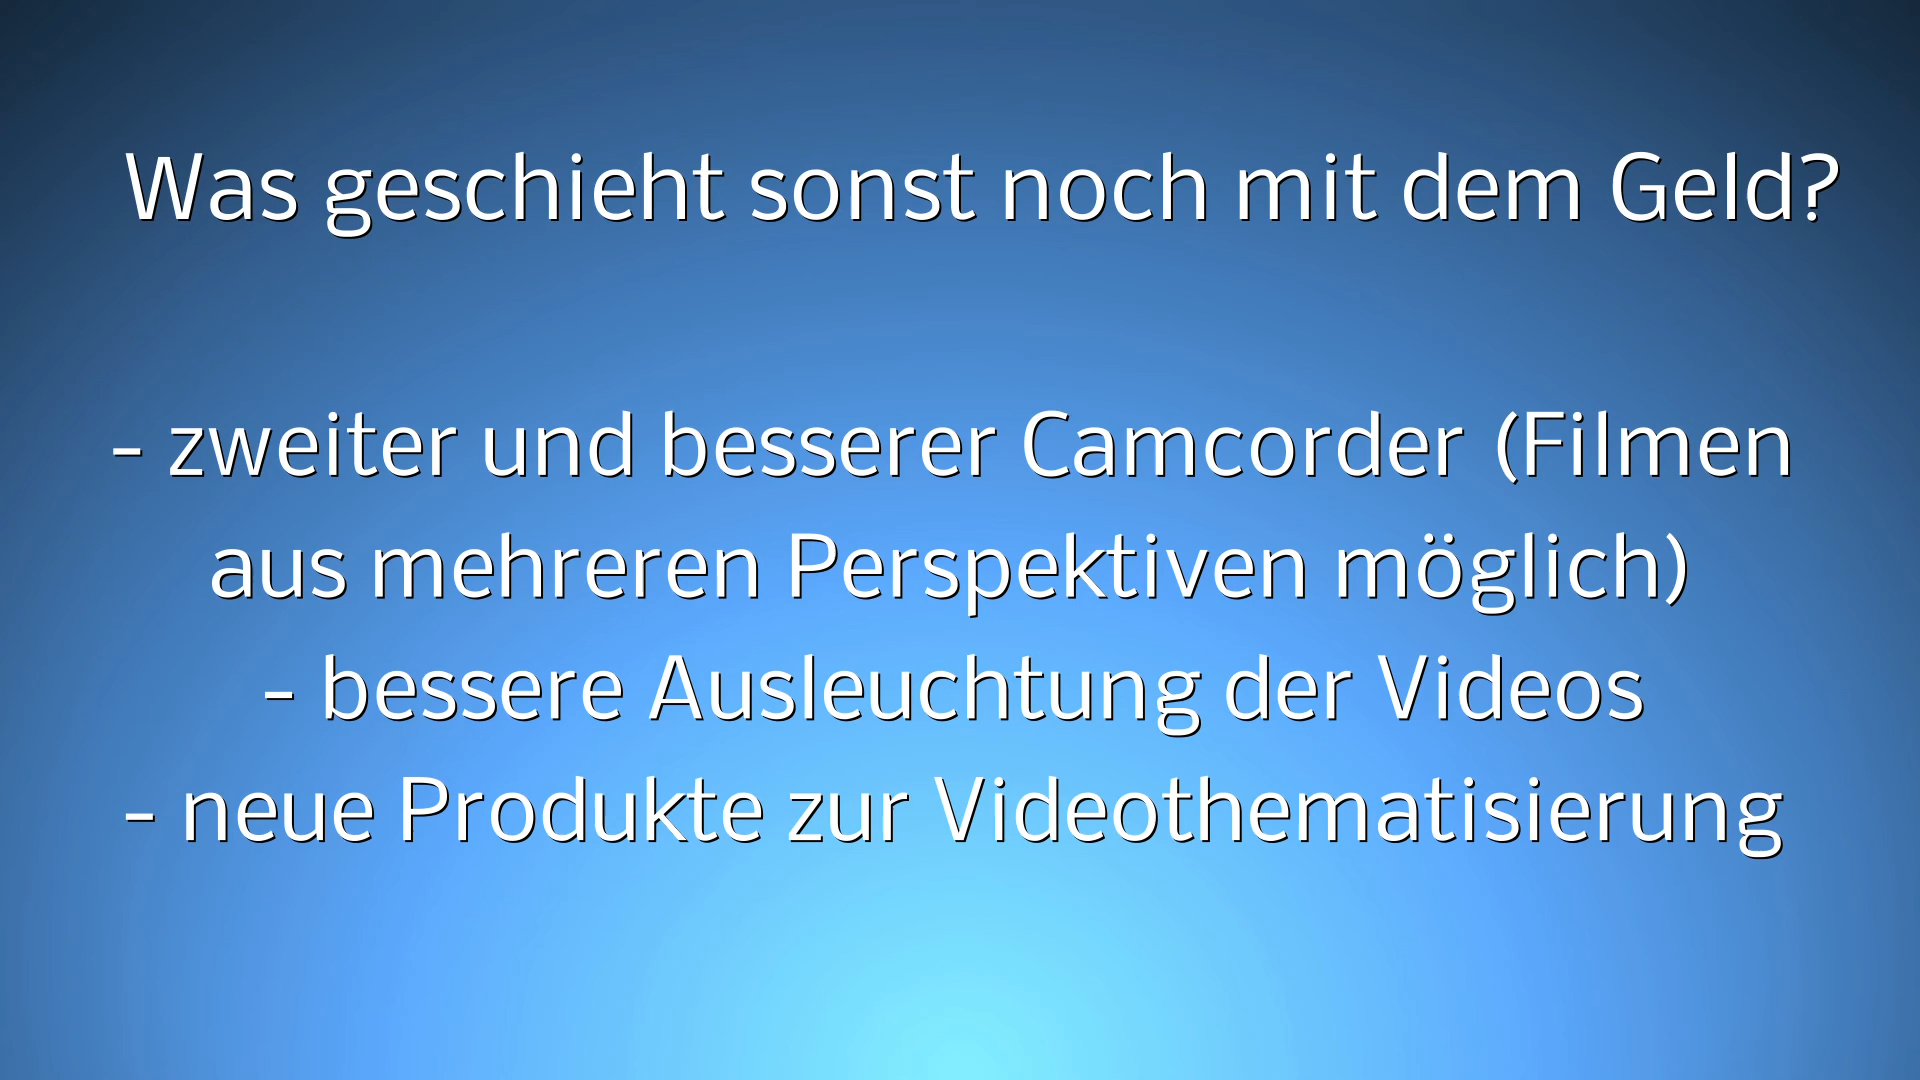 Was geschieht sonst noch mit dem Geld?
- zweiter und besserer Camcorder (Filmen
aus mehreren Perspektiven möglich)
- bessere Ausleuchtung der Videos
- neue Produkte zur Videothematisierung